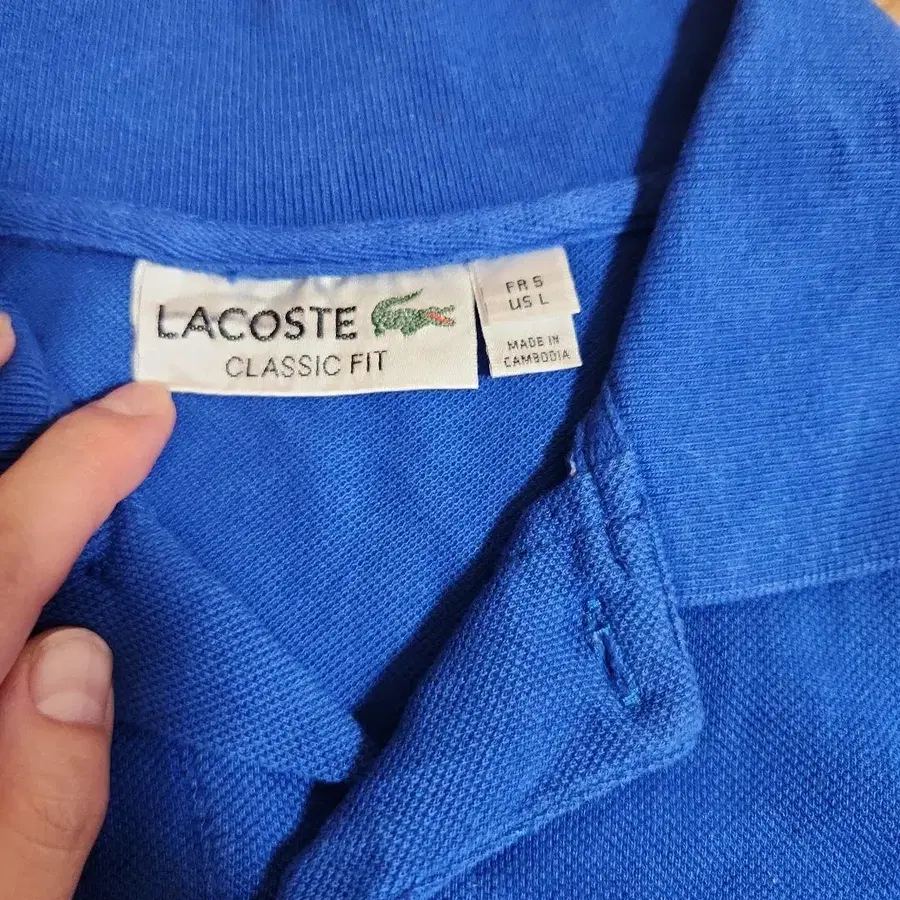 LACOSTE
CLASSIC FIT
FR 5
US L
MADE IN
CAMBODIA